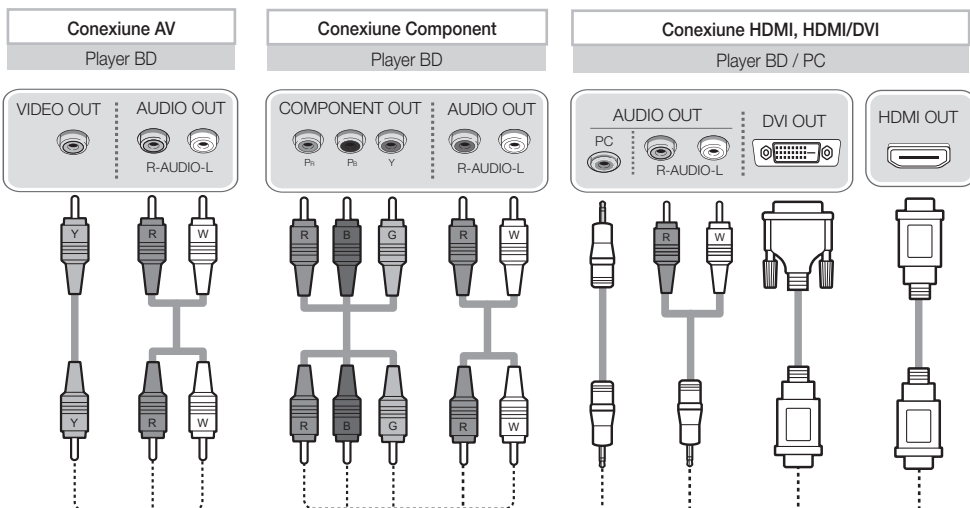 Conexiune AV
Player BD
VIDEO OUT
AUDIO OUT
R-AUDIO-L
Y
R
W
Y
R
W
Conexiune Component
Player BD
COMPONENT OUT
AUDIO OUT
PR
PB
Y
R-AUDIO-L
R
B
G
R
W
R
B
G
R
W
Conexiune HDMI, HDMI/DVI
Player BD / PC
AUDIO OUT
PC
R-AUDIO-L
DVI OUT
HDMI OUT
R
W